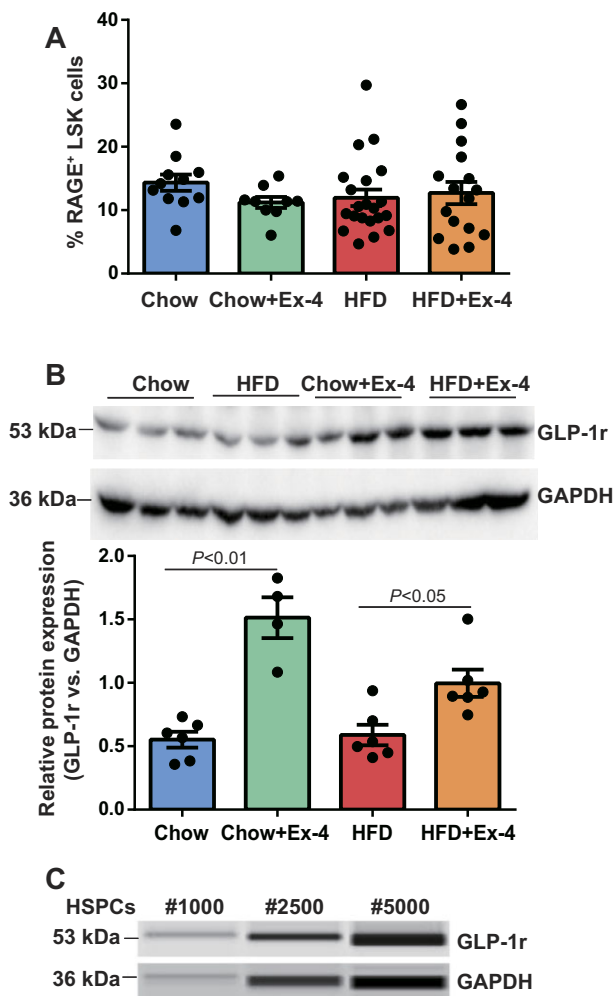 A
% RAGE+ LSK cells
40
30
20
10
0
Chow Chow+Ex-4 HFD HFD+Ex-4
B
Chow HFD Chow+Ex-4 HFD+Ex-4
53 kDa GLP-1r
36 kDa GAPDH
Relative protein expression
(GLP-1r vs. GAPDH)
2.0
1.5
1.0
0.5
0.0
P<0.01
P<0.05
Chow Chow+Ex-4 HFD HFD+Ex-4
C
HSPCs #1000 #2500 #5000
53 kDa GLP-1r
36 kDa GAPDH